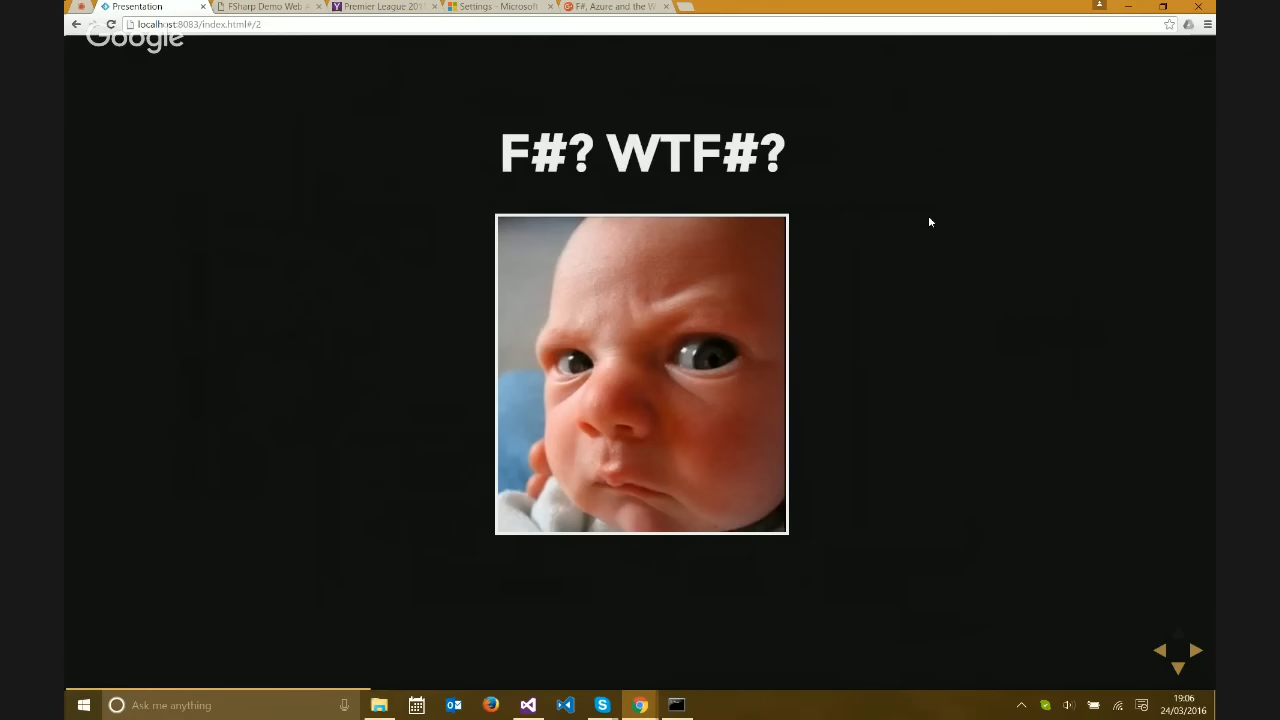 Presentation
FSharp Demo Web A
Premier League 201
Settings - Microsoft
F#, Azure and the W
localhost:8083/index.html#/2
Google
F#? WTF#?
Ask me anything
19:06
24/03/2016